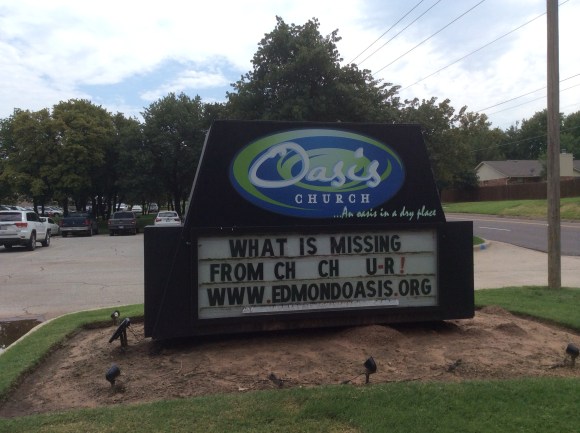 Oasis
CHURCH
...An oasis in a dry place
WHAT IS MISSING
FROM CH CH U-R!
WWW.EDMONDOASIS.ORG